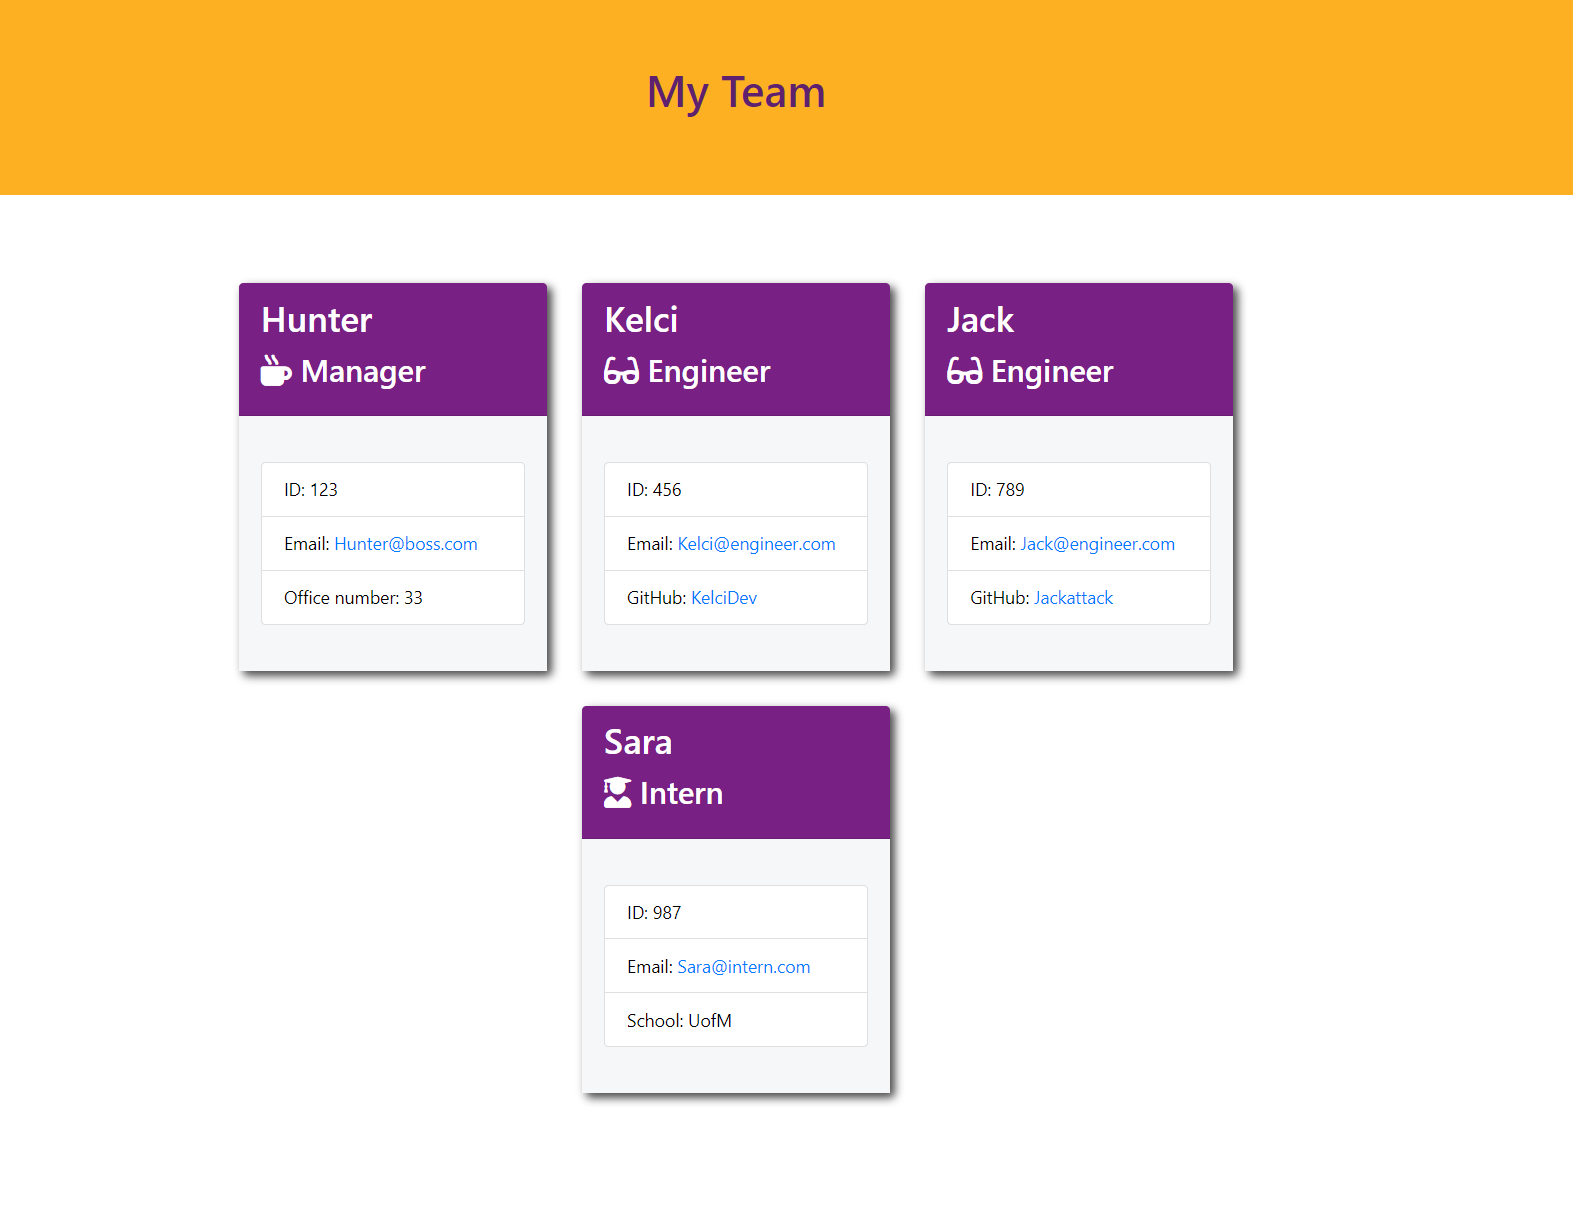 My Team
Hunter
Manager
ID: 123
Email: Hunter@boss.com
Office number: 33
Kelci
Engineer
ID: 456
Email: Kelci@engineer.com
GitHub: KelciDev
Jack
Engineer
ID: 789
Email: Jack@engineer.com
GitHub: Jackattack
Sara
Intern
ID: 987
Email: Sara@intern.com
School: UofM